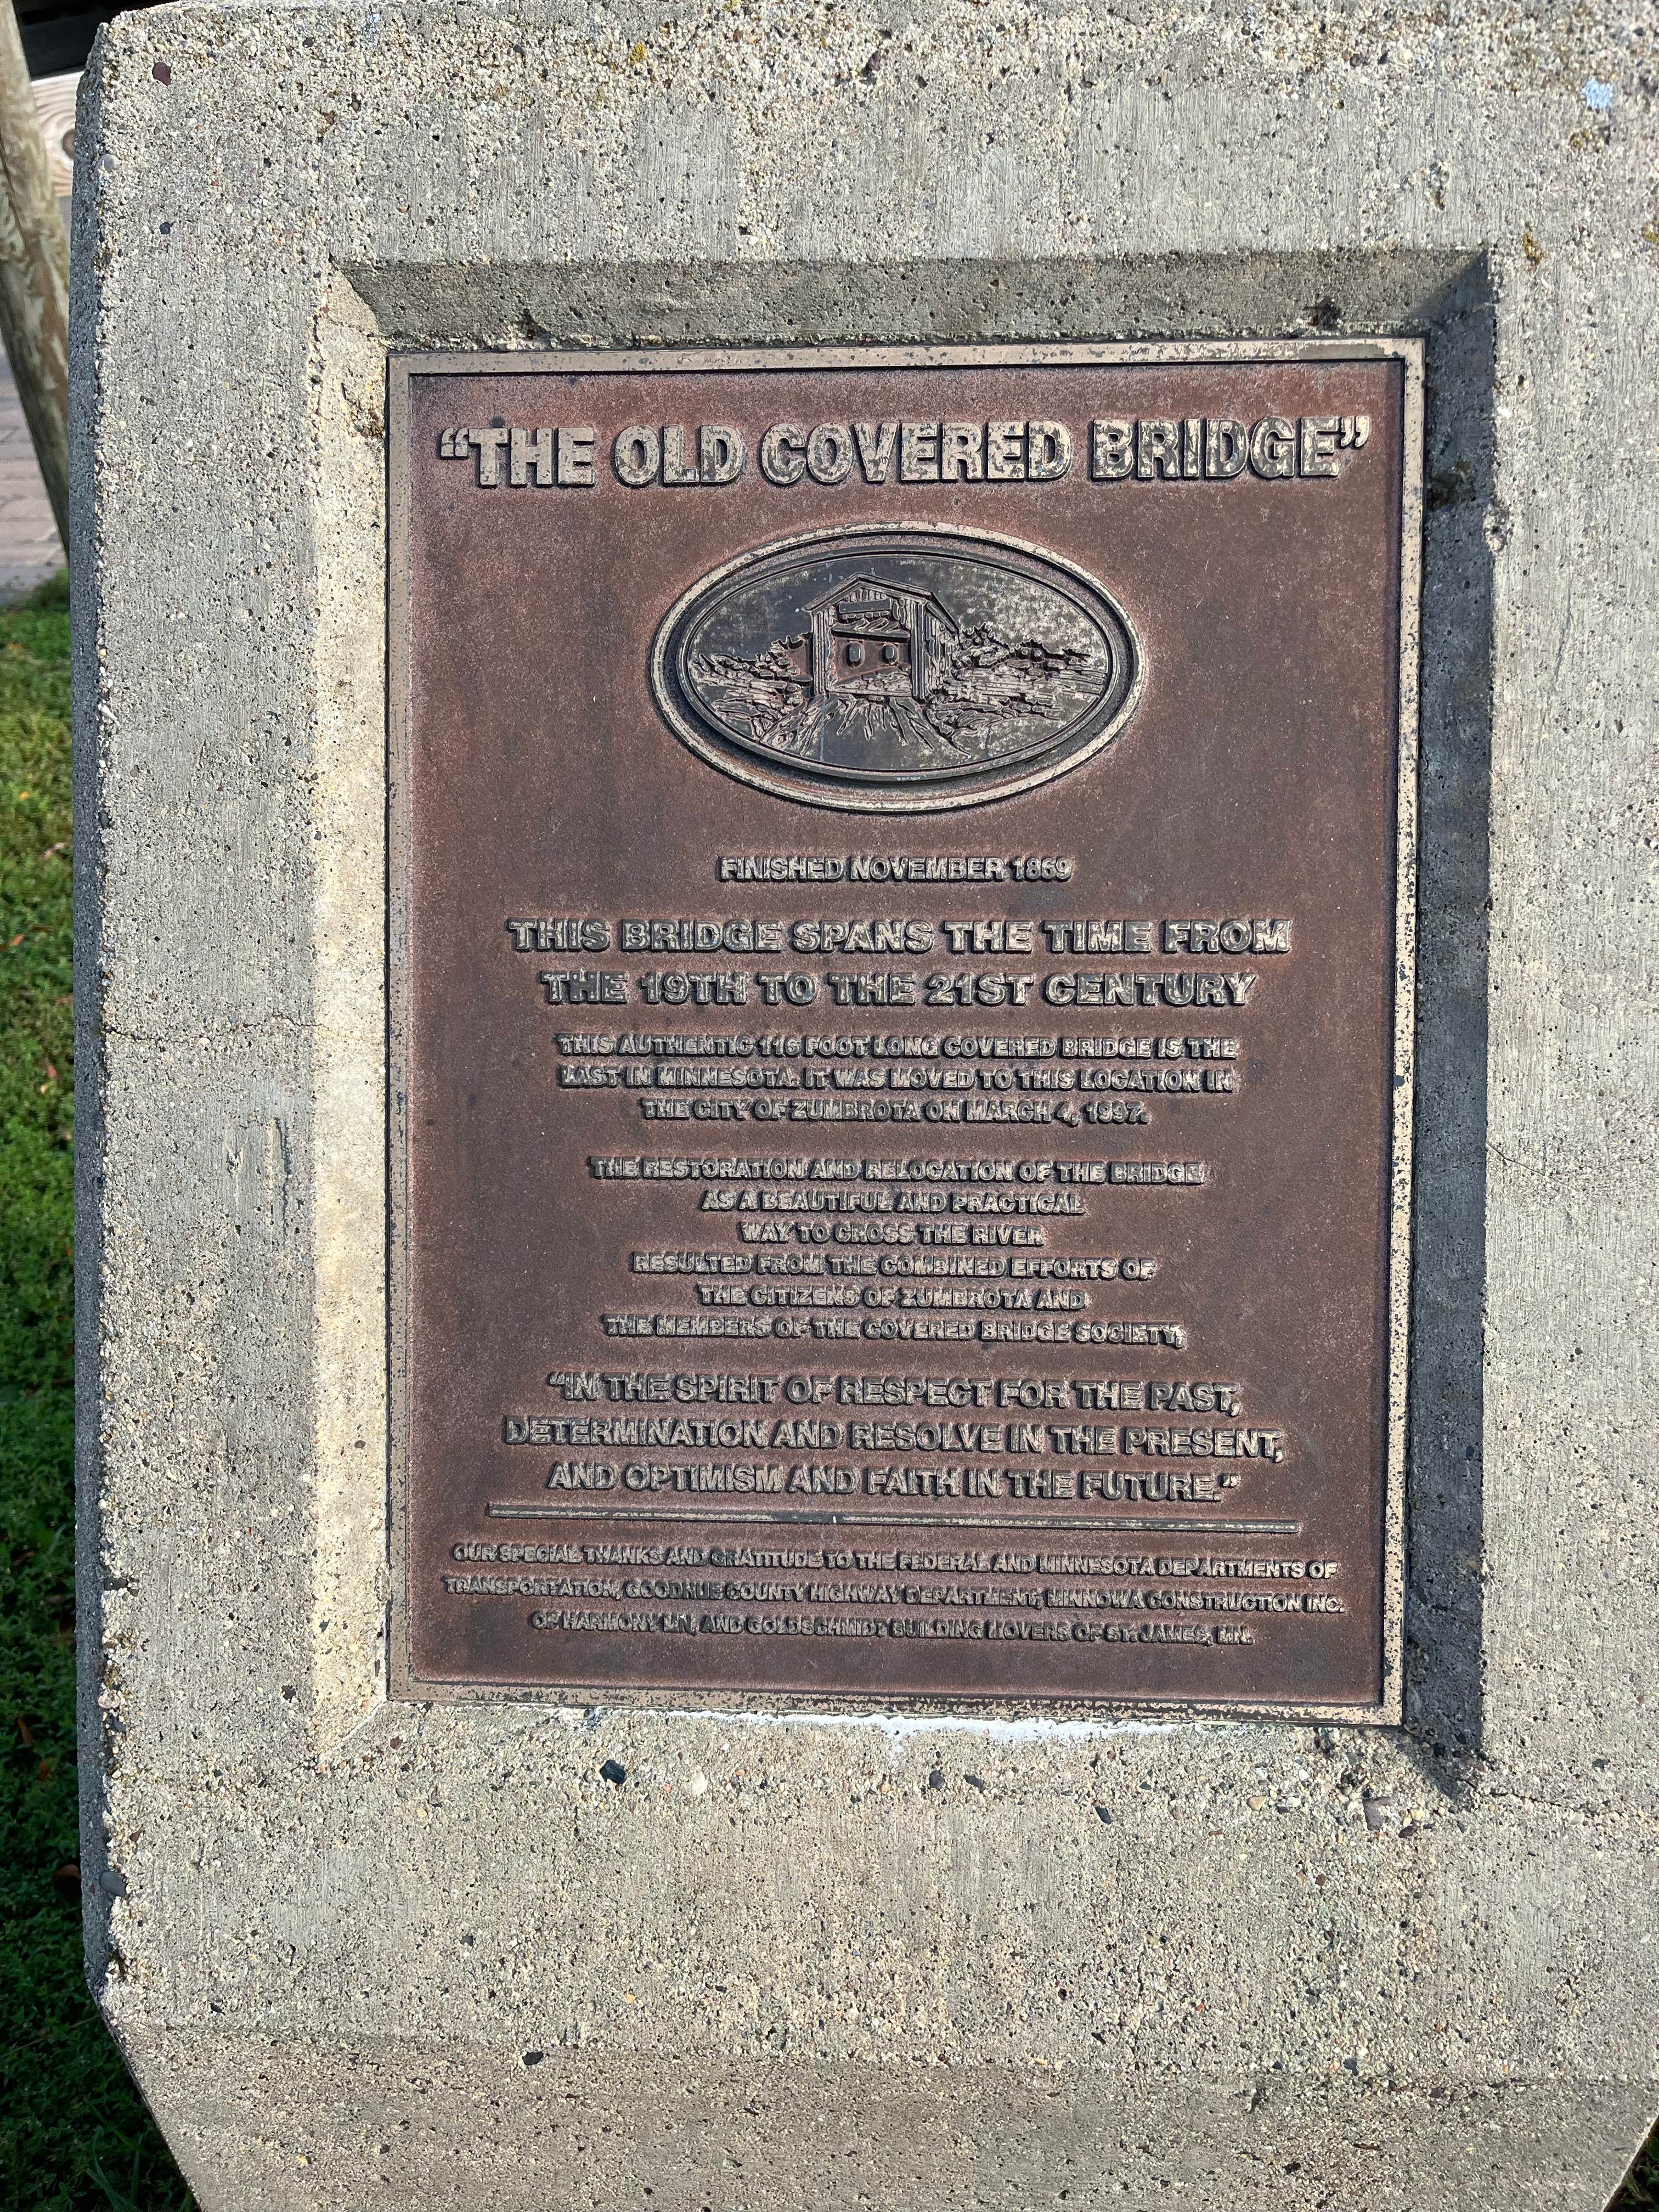 “THE OLD COVERED BRIDGE”
FINISHED NOVEMBER 1869
THIS BRIDGE SPANS THE TIME FROM
THE 19TH TO THE 21ST CENTURY
THIS AUTHENTIC 116 FOOT LONG COVERED BRIDGE IS THE
LAST IN MINNESOTA. IT WAS MOVED TO THIS LOCATION IN
THE CITY OF ZUMBROTA ON MARCH 4, 1997.
THE RESTORATION AND RELOCATION OF THE BRIDGE
AS A BEAUTIFUL AND PRACTICAL
WAY TO CROSS THE RIVER
RESULTED FROM THE COMBINED EFFORTS OF
THE CITIZENS OF ZUMBROTA AND
THE MEMBERS OF THE COVERED BRIDGE SOCIETY,
“IN THE SPIRIT OF RESPECT FOR THE PAST,
DETERMINATION AND RESOLVE IN THE PRESENT,
AND OPTIMISM AND FAITH IN THE FUTURE.”
OUR SPECIAL THANKS AND GRATITUDE TO THE FEDERAL AND MINNESOTA DEPARTMENTS OF
TRANSPORTATION, GOODHUE COUNTY HIGHWAY DEPARTMENT, MINNOWA CONSTRUCTION INC.
OF HARMONY MN, AND GOLDSCHMIDT BUILDING MOVERS OF ST. JAMES, MN.